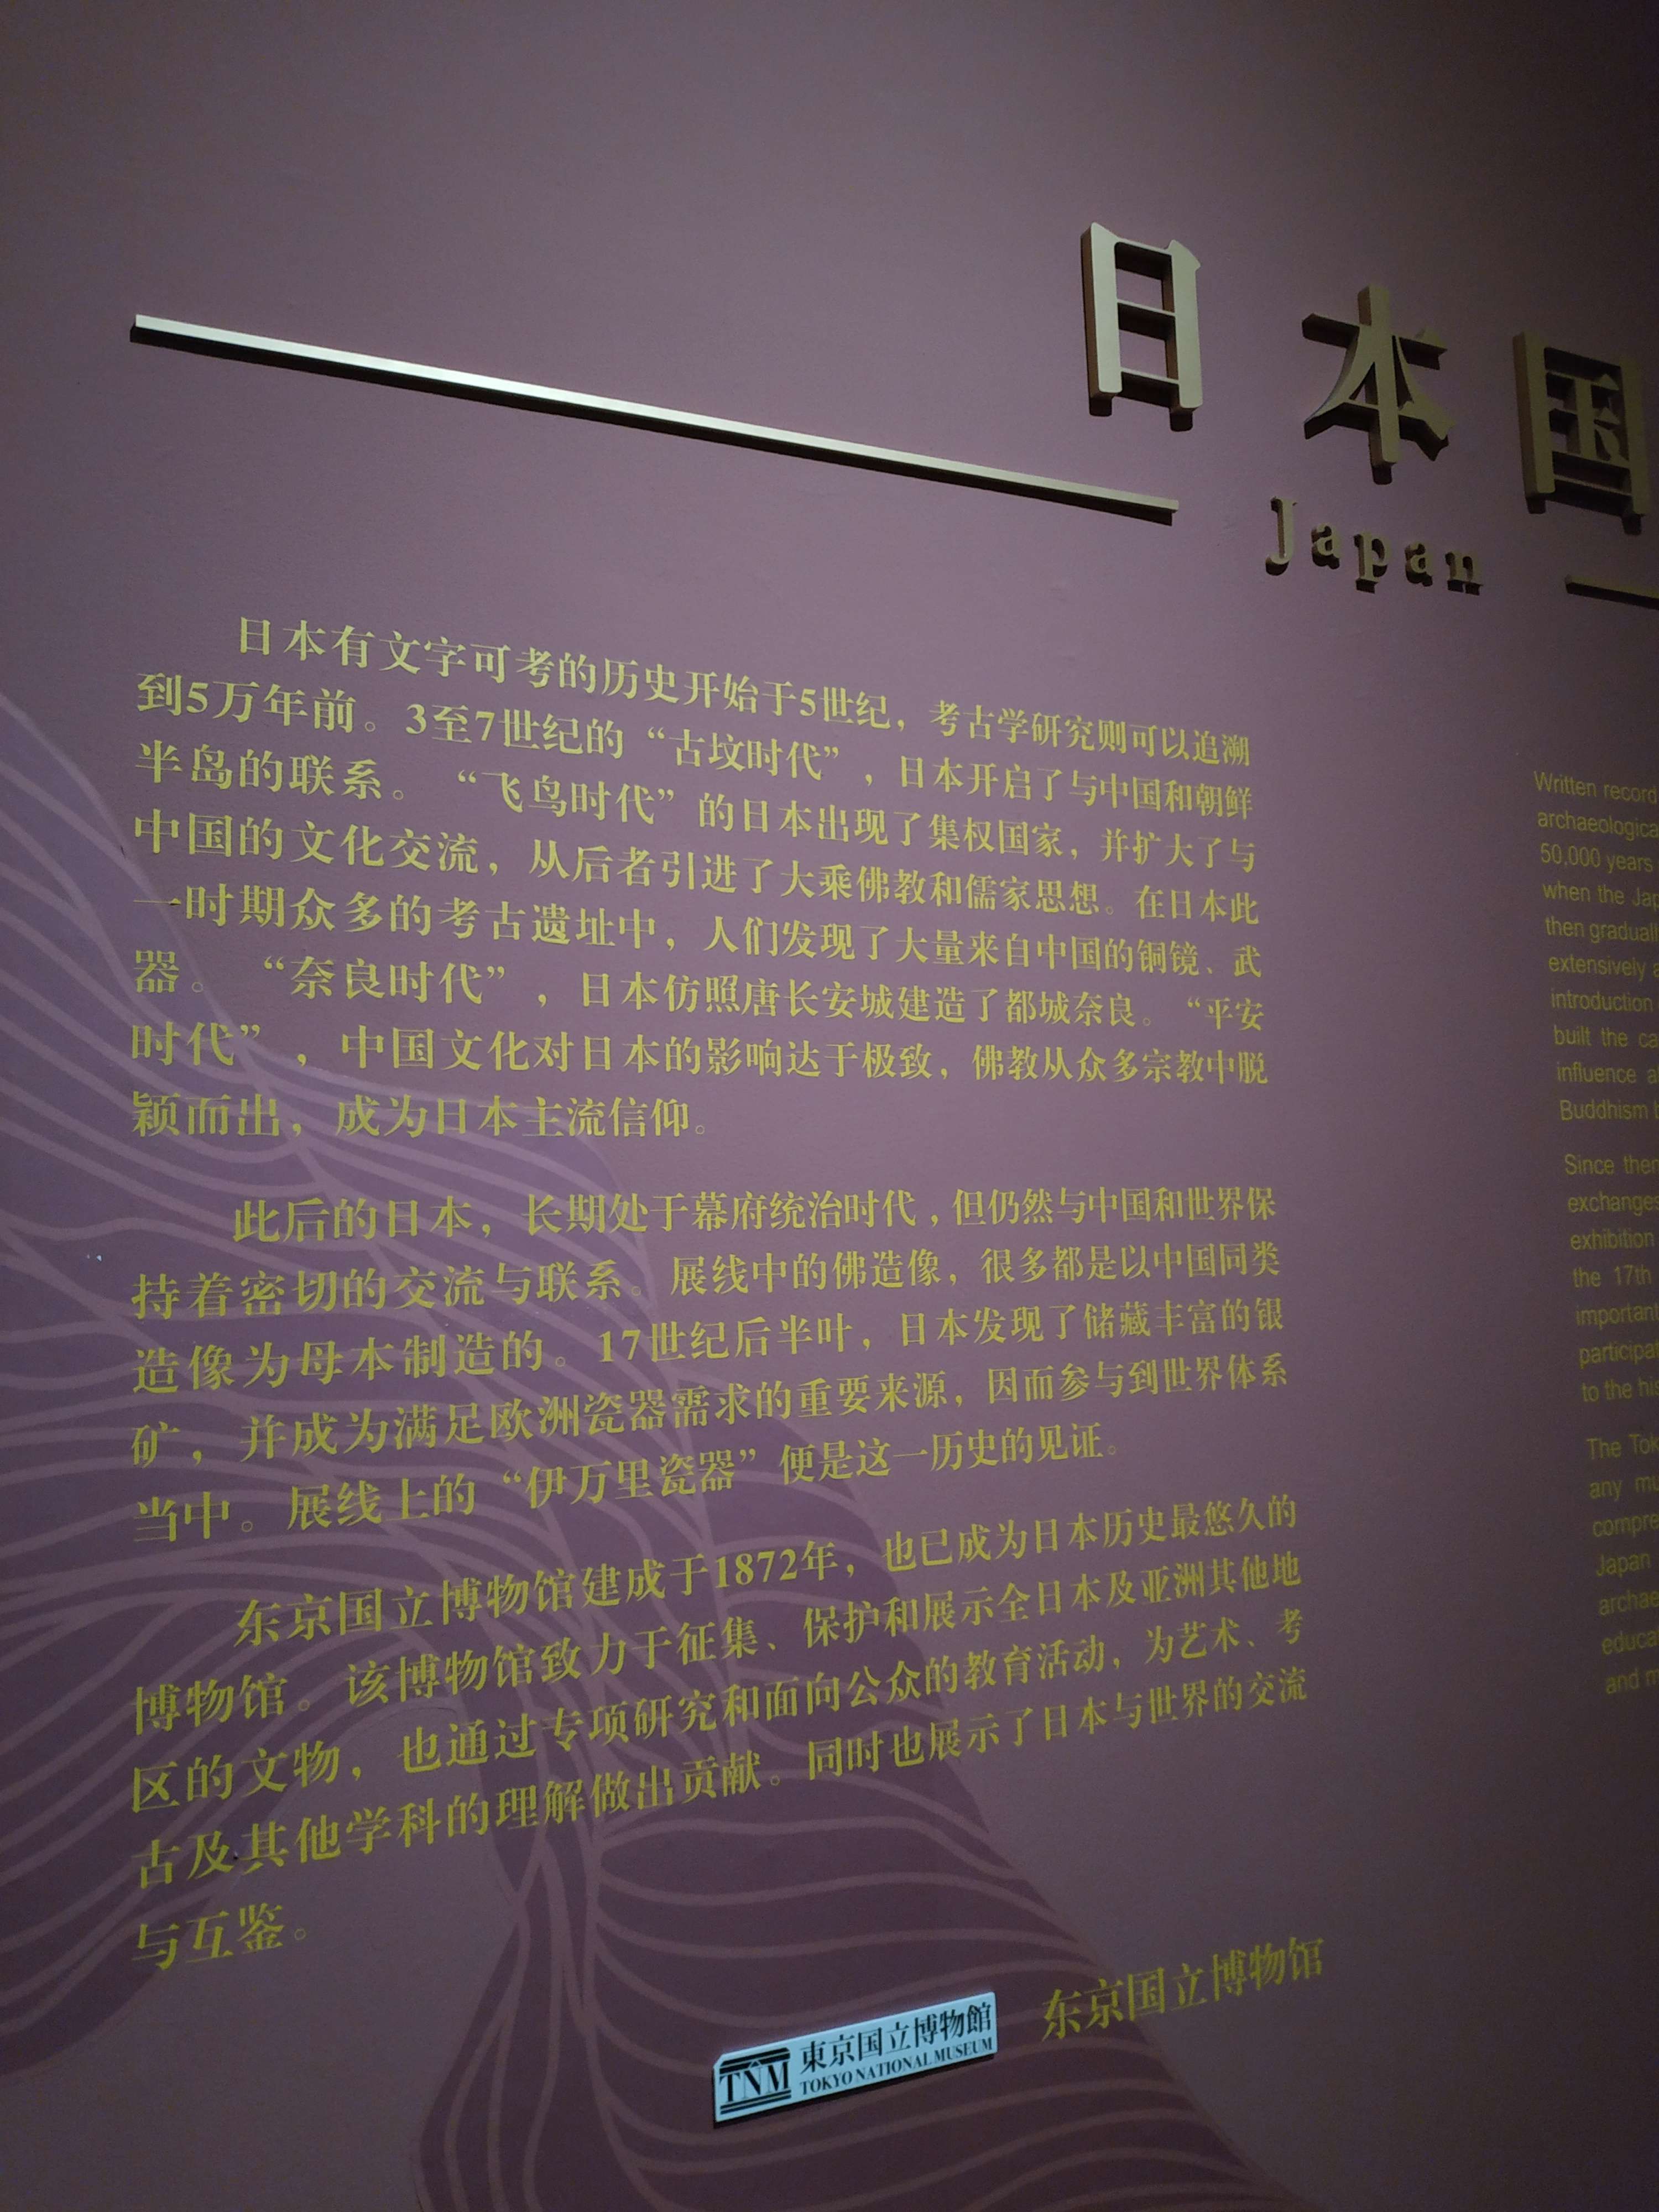 日本国
Japan
日本有文字可考的历史开始于5世纪，考古学研究则可以追溯
到5万年前。3至7世纪的“古坟时代”，日本开启了与中国和朝鲜
半岛的联系。“飞鸟时代”的日本出现了集权国家，并扩大了与
中国的文化交流，从后者引进了大乘佛教和儒家思想。在日本此
一时期众多的考古遗址中，人们发现了大量来自中国的铜镜、武
器。“奈良时代”，日本仿照唐长安城建造了都城奈良。“平安
时代”，中国文化对日本的影响达于极致，佛教从众多宗教中脱
颖而出，成为日本主流信仰。
此后的日本，长期处于幕府统治时代，但仍然与中国和世界保
持着密切的交流与联系。展线中的佛造像，很多都是以中国同类
造像为母本制造的。17世纪后半叶，日本发现了储藏丰富的银
矿，并成为满足欧洲瓷器需求的重要来源，因而参与到世界体系
当中。展线上的“伊万里瓷器”便是这一历史的见证。
东京国立博物馆建成于1872年，也已成为日本历史最悠久的
博物馆。该博物馆致力于征集、保护和展示全日本及亚洲其他地
区的文物，也通过专项研究和面向公众的教育活动，为艺术、考
古及其他学科的理解做出贡献。同时也展示了日本与世界的交流
与互鉴。
东京国立博物馆
TNM
東京国立博物館
TOKYO NATIONAL MUSEUM
Written record
archaeologica
50,000 years
when the Jap
then graduall
extensively a
introduction
built the ca
influence a
Buddhism b
Since then
exchanges
exhibition
the 17th
important
participat
to the his
The Tok
any mu
compre
Japan
archae
educa
and m